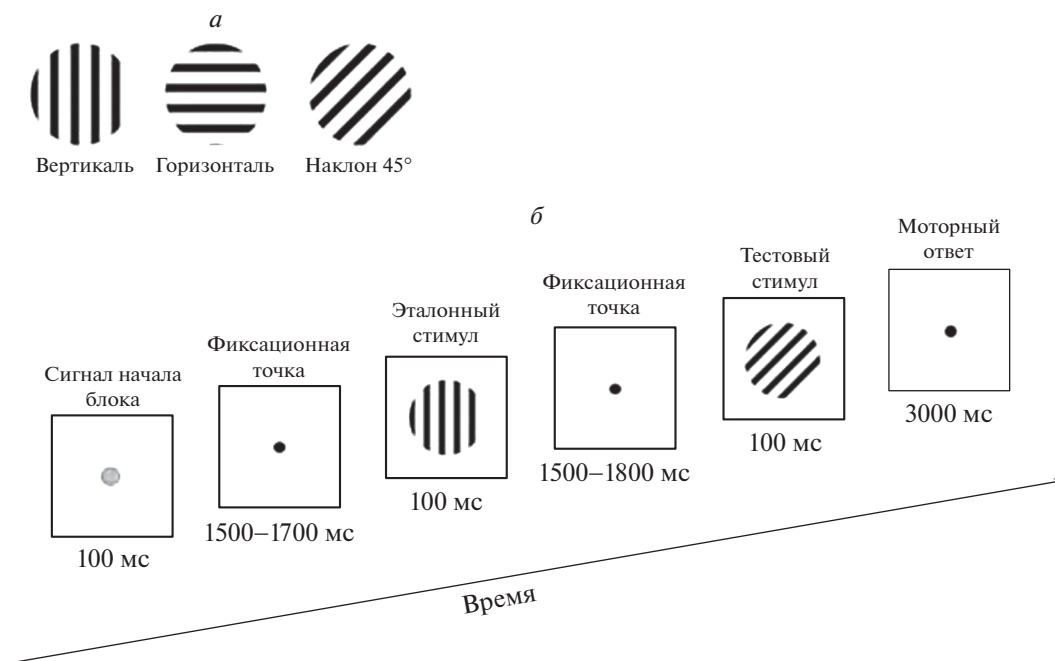 а
Вертикаль
Горизонталь
Наклон 45°
б
Сигнал начала
блока
100 мс
Фиксационная
точка
1500–1700 мс
Эталонный
стимул
100 мс
Фиксационная
точка
1500–1800 мс
Тестовый
стимул
100 мс
Моторный
ответ
3000 мс
Время